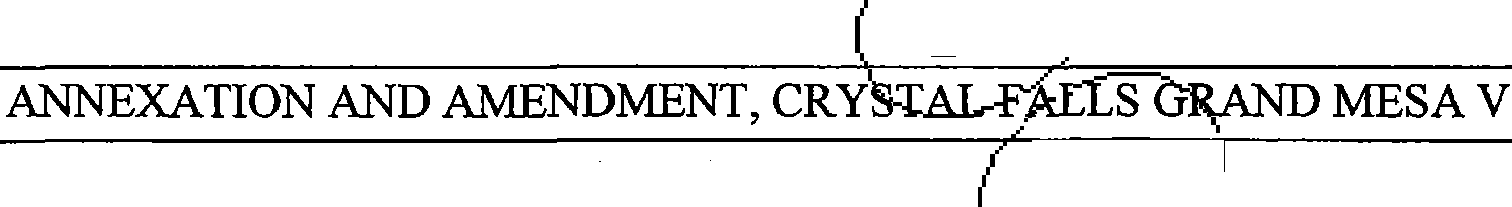 ANNEXATION AND AMENDMENT, CRYSTAL FALLS GRAND MESA V